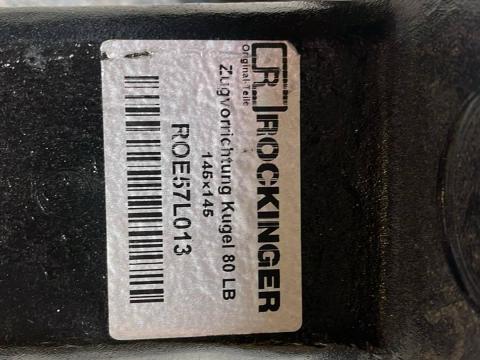 ROCKINGER
Original-Teile
Zugvorrichtung Kugel 80 LB
145x145
ROE57L013